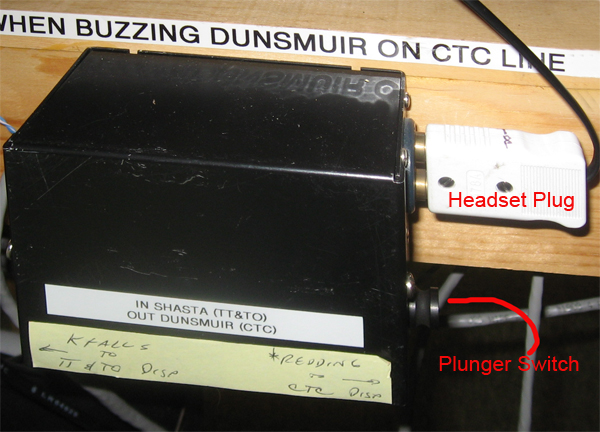 WHEN BUZZING DUNSMUIR ON CTC LINE
Headset Plug
IN SHASTA (TT&TO)
OUT DUNSMUIR (CTC)
K FALLS
TO
← TT & TO DISP
*REDDING
TO →
CTC DISP
Plunger Switch